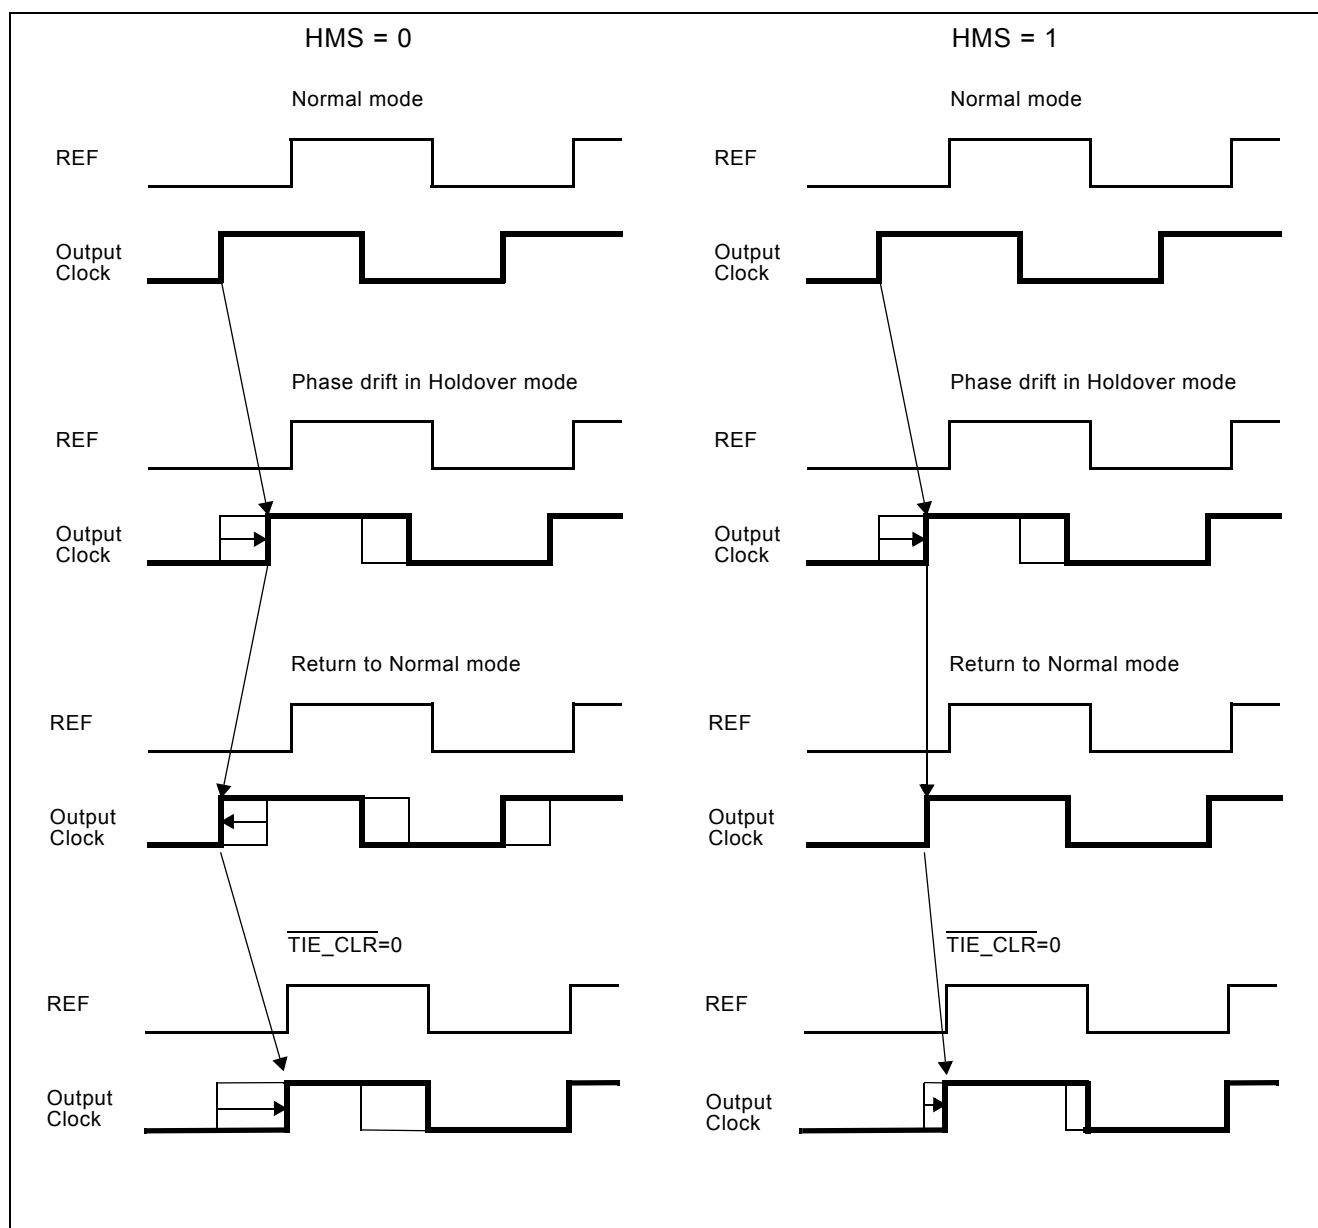 HMS = 0
Normal mode
REF
Output
Clock
Phase drift in Holdover mode
REF
Output
Clock
Return to Normal mode
REF
Output
Clock
TIE_CLR=0
REF
Output
Clock
HMS = 1
Normal mode
REF
Output
Clock
Phase drift in Holdover mode
REF
Output
Clock
Return to Normal mode
REF
Output
Clock
TIE_CLR=0
REF
Output
Clock